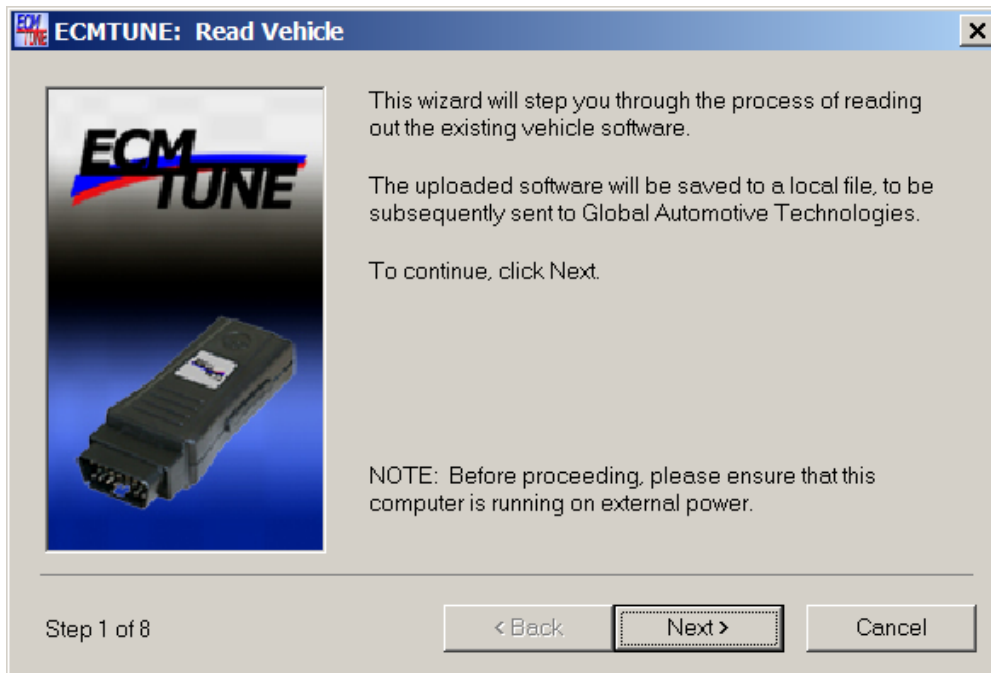 ECM
TUNE
ECMTUNE: Read Vehicle
ECM
TUNE
This wizard will step you through the process of reading
out the existing vehicle software.
The uploaded software will be saved to a local file, to be
subsequently sent to Global Automotive Technologies.
To continue, click Next.
NOTE: Before proceeding, please ensure that this
computer is running on external power.
Step 1 of 8
< Back
Next >
Cancel